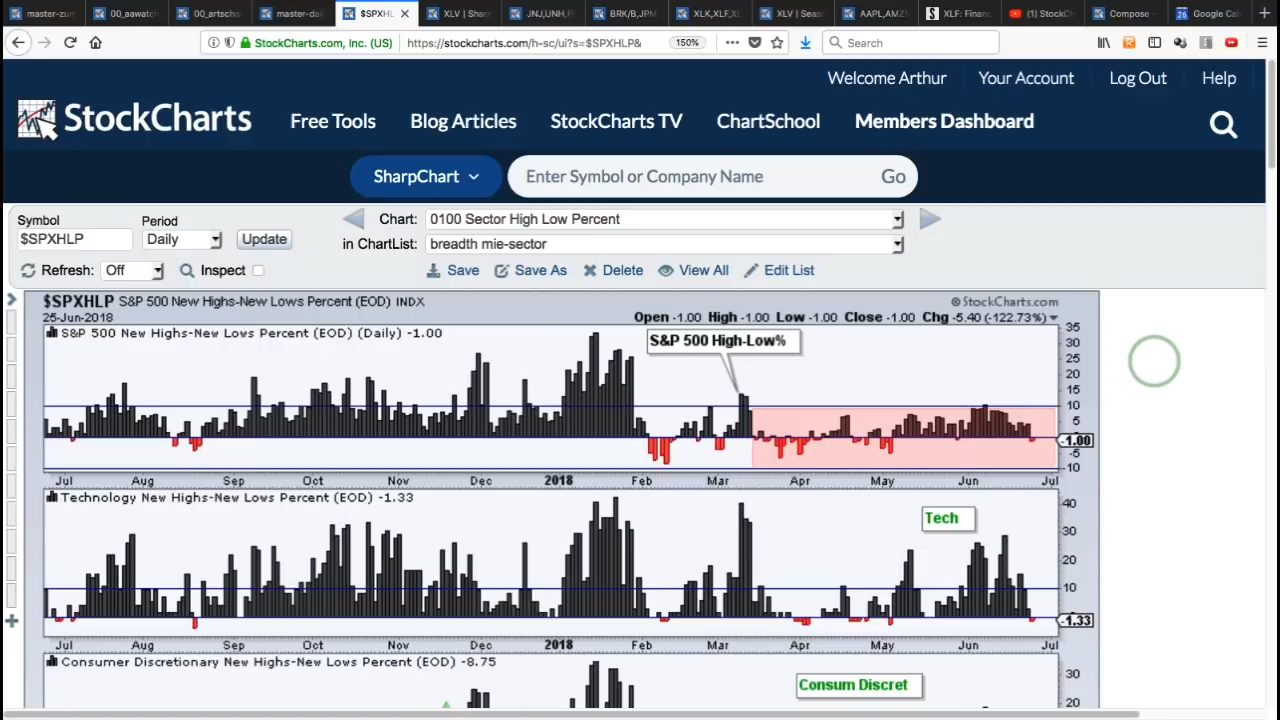 master-zun
00_aawatch
00_artschar
master-dai
$SPXHL
XLV | Shar
JNJ,UNH,P
BRK/B,JPM
XLK,XLF,X
XLV | Seas
AAPL,AMZ
XLF: Financ
StockCh
Compose
26 Google Cal
StockCharts.com, Inc. (US) https://stockcharts.com/h-sc/ui?s=$SPXHLP& 150% Search
Welcome Arthur Your Account Log Out Help
StockCharts Free Tools Blog Articles StockCharts TV ChartSchool Members Dashboard
SharpChart Enter Symbol or Company Name Go
Symbol Period Chart: 0100 Sector High Low Percent
$SPXHLP Daily Update in ChartList: breadth mie-sector
Refresh: Off Inspect Save Save As Delete View All Edit List
$SPXHLP S&P 500 New Highs-New Lows Percent (EOD) INDX ©StockCharts.com
25-Jun-2018 Open -1.00 High -1.00 Low -1.00 Close -1.00 Chg -5.40 (-122.73%)
S&P 500 New Highs-New Lows Percent (EOD) (Daily) -1.00
S&P 500 High-Low%
35
30
25
20
15
10
5
-1.00
-5
-10
Jul Aug Sep Oct Nov Dec 2018 Feb Mar Apr May Jun Jul
Technology New Highs-New Lows Percent (EOD) -1.33
Tech
40
30
20
10
-1.33
Jul Aug Sep Oct Nov Dec 2018 Feb Mar Apr May Jun Jul
Consumer Discretionary New Highs-New Lows Percent (EOD) -8.75
Consum Discret
30
20